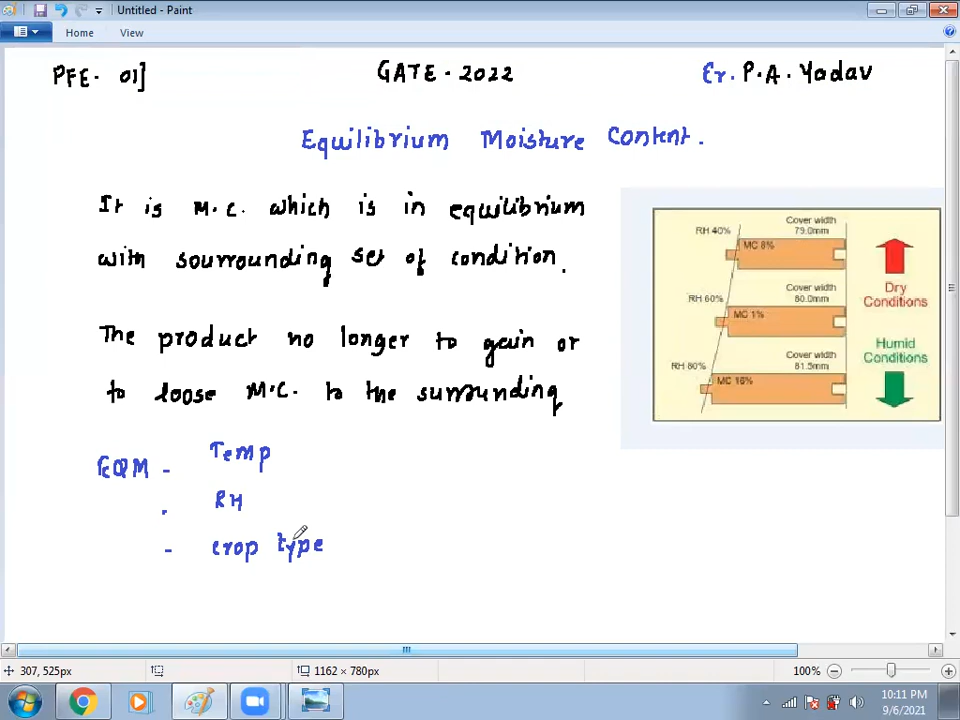 Untitled - Paint
Home View
PFE- 01] GATE-2022 Er. P.A. Yadav
Equilibrium Moisture Content.
It is M.C. which is in equilibrium
with sourrounding set of condition.
The product no longer to gain or
to loose M.C. to the surrounding
EQM - Temp
- RH
- crop type
Cover width
RH 40% 79.0mm
MC 8%
Dry
Conditions
Cover width
RH 60% 80.0mm
MC 1%
Humid
Conditions
Cover width
RH 80% 81.5mm
MC 16%
307, 525px 1162 × 780px 100%
10:11 PM
9/6/2021